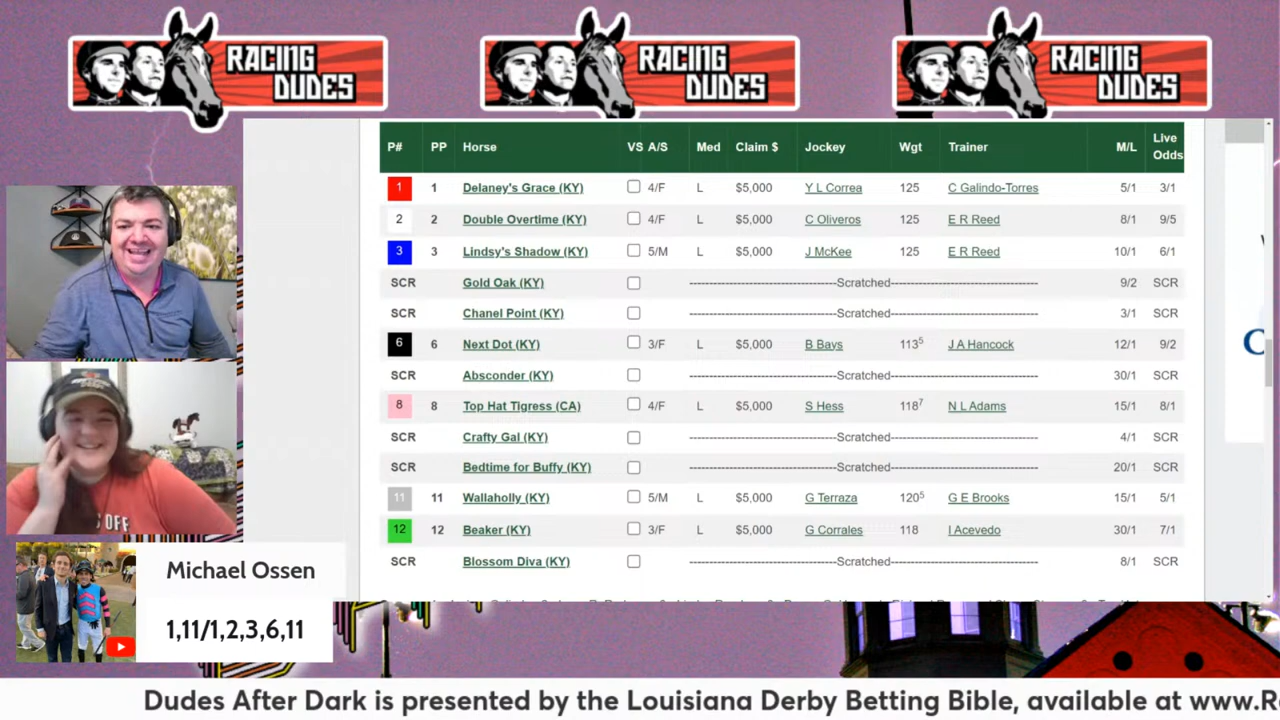 RACING
DUDES
RACING
DUDES
RACING
DUDES
P# PP Horse VS A/S Med Claim $ Jockey Wgt Trainer M/L Live Odds
1 1 Delaney's Grace (KY) 4/F L $5,000 Y L Correa 125 C Galindo-Torres 5/1 3/1
2 2 Double Overtime (KY) 4/F L $5,000 C Oliveros 125 E R Reed 8/1 9/5
3 3 Lindsy's Shadow (KY) 5/M L $5,000 J McKee 125 E R Reed 10/1 6/1
SCR Gold Oak (KY) ------------------------------------Scratched------------------------------------ 9/2 SCR
SCR Chanel Point (KY) ------------------------------------Scratched------------------------------------ 3/1 SCR
6 6 Next Dot (KY) 3/F L $5,000 B Bays 113⁵ J A Hancock 12/1 9/2
SCR Absconder (KY) ------------------------------------Scratched------------------------------------ 30/1 SCR
8 8 Top Hat Tigress (CA) 4/F L $5,000 S Hess 118⁷ N L Adams 15/1 8/1
SCR Crafty Gal (KY) ------------------------------------Scratched------------------------------------ 4/1 SCR
SCR Bedtime for Buffy (KY) ------------------------------------Scratched------------------------------------ 20/1 SCR
11 11 Wallaholly (KY) 5/M L $5,000 G Terraza 120⁵ G E Brooks 15/1 5/1
12 12 Beaker (KY) 3/F L $5,000 G Corrales 118 I Acevedo 30/1 7/1
SCR Blossom Diva (KY) ------------------------------------Scratched------------------------------------ 8/1 SCR
OFF
Michael Ossen
1,11/1,2,3,6,11
Dudes After Dark is presented by the Louisiana Derby Betting Bible, available at www.R